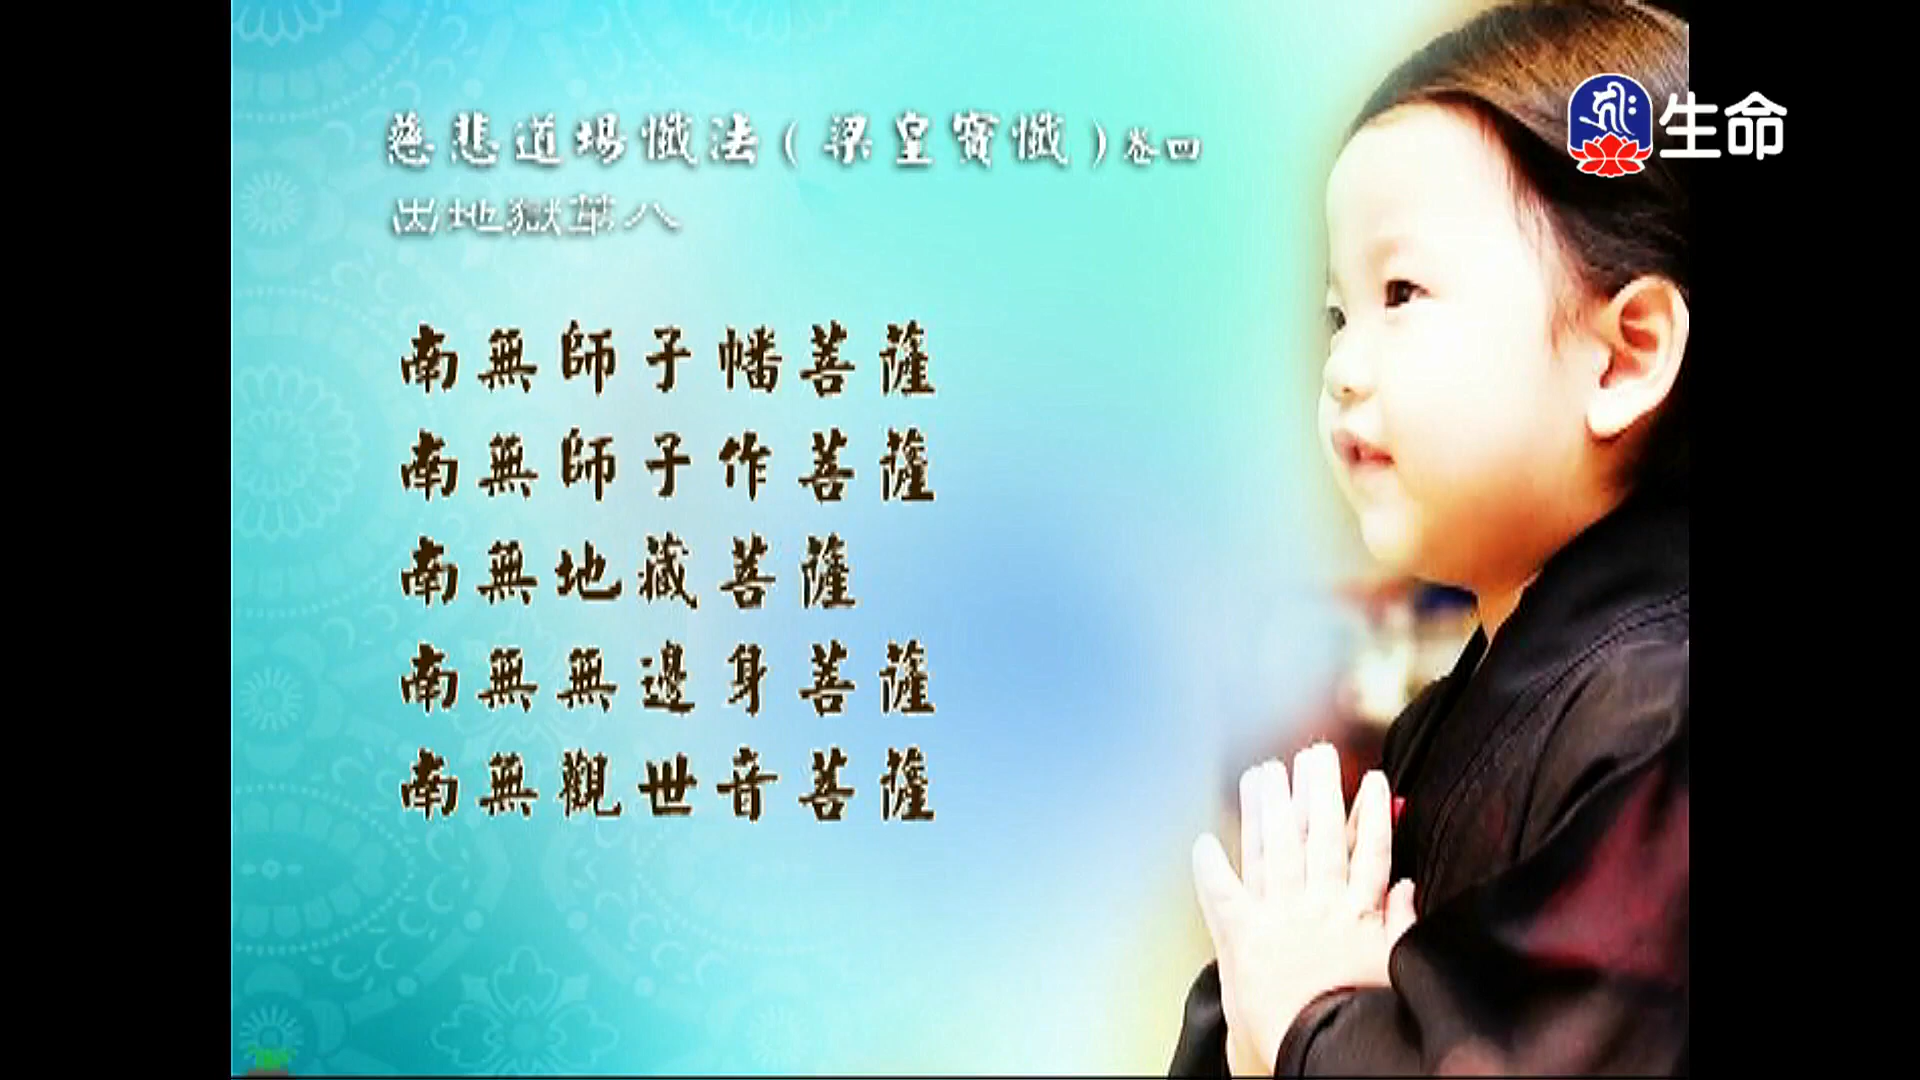 慈悲道場懺法(梁皇寶懺)卷四
出地獄第八
生命
南無師子幡菩薩
南無師子作菩薩
南無地藏菩薩
南無無邊身菩薩
南無觀世音菩薩